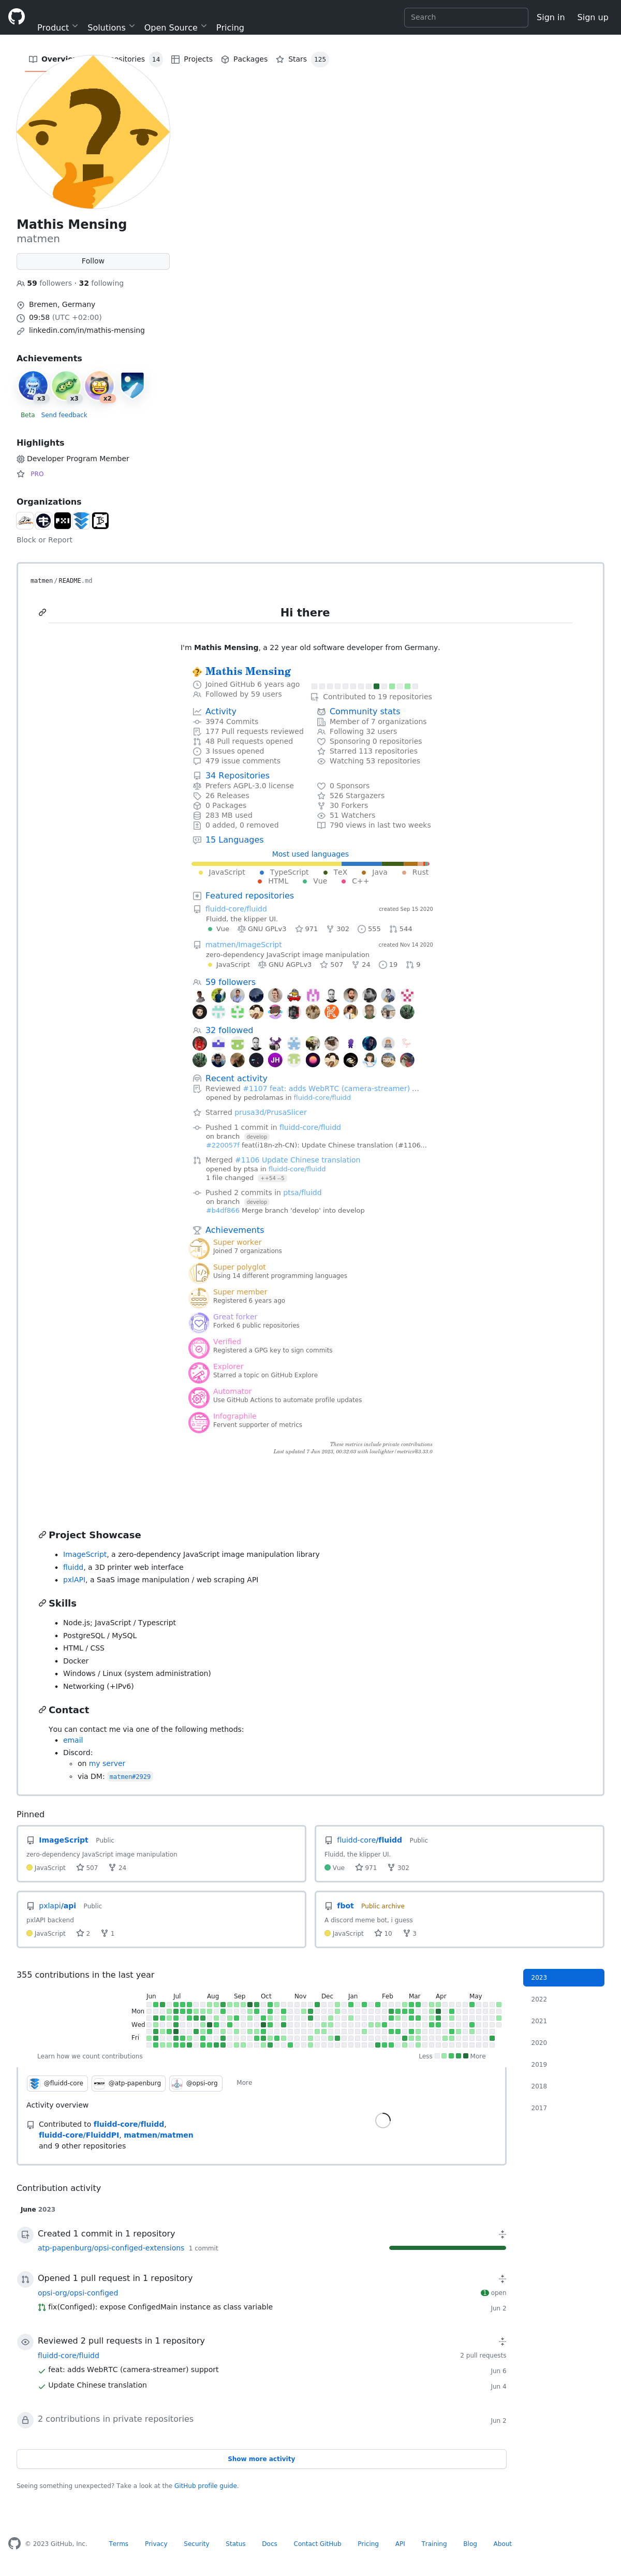 Product Solutions Open Source Pricing Search Sign in Sign up
Overview Repositories 14 Projects Packages Stars 125
Mathis Mensing
matmen
Follow
59 followers · 32 following
Bremen, Germany
09:58 (UTC +02:00)
linkedin.com/in/mathis-mensing
Achievements
x3 x3 x2
Beta Send feedback
Highlights
Developer Program Member
PRO
Organizations
Block or Report
matmen/README.md
Hi there
I'm Mathis Mensing, a 22 year old software developer from Germany.
Mathis Mensing
Joined GitHub 6 years ago
Followed by 59 users
Contributed to 19 repositories
Activity
3974 Commits
177 Pull requests reviewed
48 Pull requests opened
3 Issues opened
479 issue comments
Community stats
Member of 7 organizations
Following 32 users
Sponsoring 0 repositories
Starred 113 repositories
Watching 53 repositories
34 Repositories
Prefers AGPL-3.0 license
26 Releases
0 Packages
283 MB used
0 added, 0 removed
0 Sponsors
526 Stargazers
30 Forkers
51 Watchers
790 views in last two weeks
15 Languages
Most used languages
JavaScript TypeScript TeX Java Rust
HTML Vue C++
Featured repositories
fluidd-core/fluidd created Sep 15 2020
Fluidd, the klipper UI.
Vue GNU GPLv3 971 302 555 544
matmen/ImageScript created Nov 14 2020
zero-dependency JavaScript image manipulation
JavaScript GNU AGPLv3 507 24 19 9
59 followers
32 followed
JH
Recent activity
Reviewed #1107 feat: adds WebRTC (camera-streamer) …
opened by pedrolamas in fluidd-core/fluidd
Starred prusa3d/PrusaSlicer
Pushed 1 commit in fluidd-core/fluidd
on branch develop
#220057f feat(i18n-zh-CN): Update Chinese translation (#1106…
Merged #1106 Update Chinese translation
opened by ptsa in fluidd-core/fluidd
1 file changed ++54 --5
Pushed 2 commits in ptsa/fluidd
on branch develop
#b4df866 Merge branch 'develop' into develop
Achievements
Super worker
Joined 7 organizations
Super polyglot
Using 14 different programming languages
Super member
Registered 6 years ago
Great forker
Forked 6 public repositories
Verified
Registered a GPG key to sign commits
Explorer
Starred a topic on GitHub Explore
Automator
Use GitHub Actions to automate profile updates
Infographile
Fervent supporter of metrics
These metrics include private contributions
Last updated 7 Jun 2023, 00:32:03 with lowlighter/metrics@3.33.0
Project Showcase
• ImageScript, a zero-dependency JavaScript image manipulation library
• fluidd, a 3D printer web interface
• pxlAPI, a SaaS image manipulation / web scraping API
Skills
• Node.js; JavaScript / Typescript
• PostgreSQL / MySQL
• HTML / CSS
• Docker
• Windows / Linux (system administration)
• Networking (+IPv6)
Contact
You can contact me via one of the following methods:
• email
• Discord:
◦ on my server
◦ via DM: matmen#2929
Pinned
ImageScript Public
zero-dependency JavaScript image manipulation
JavaScript 507 24
fluidd-core/fluidd Public
Fluidd, the klipper UI.
Vue 971 302
pxlapi/api Public
pxlAPI backend
JavaScript 2 1
fbot Public archive
A discord meme bot, i guess
JavaScript 10 3
355 contributions in the last year
Jun Jul Aug Sep Oct Nov Dec Jan Feb Mar Apr May
Mon
Wed
Fri
Learn how we count contributions Less More
2023
2022
2021
2020
2019
2018
2017
@fluidd-core @atp-papenburg @opsi-org More
Activity overview
Contributed to fluidd-core/fluidd,
fluidd-core/FluiddPI, matmen/matmen
and 9 other repositories
Contribution activity
June 2023
Created 1 commit in 1 repository
atp-papenburg/opsi-configed-extensions 1 commit
Opened 1 pull request in 1 repository
opsi-org/opsi-configed 1 open
fix(Configed): expose ConfigedMain instance as class variable Jun 2
Reviewed 2 pull requests in 1 repository
fluidd-core/fluidd 2 pull requests
feat: adds WebRTC (camera-streamer) support Jun 6
Update Chinese translation Jun 4
2 contributions in private repositories Jun 2
Show more activity
Seeing something unexpected? Take a look at the GitHub profile guide.
© 2023 GitHub, Inc. Terms Privacy Security Status Docs Contact GitHub Pricing API Training Blog About